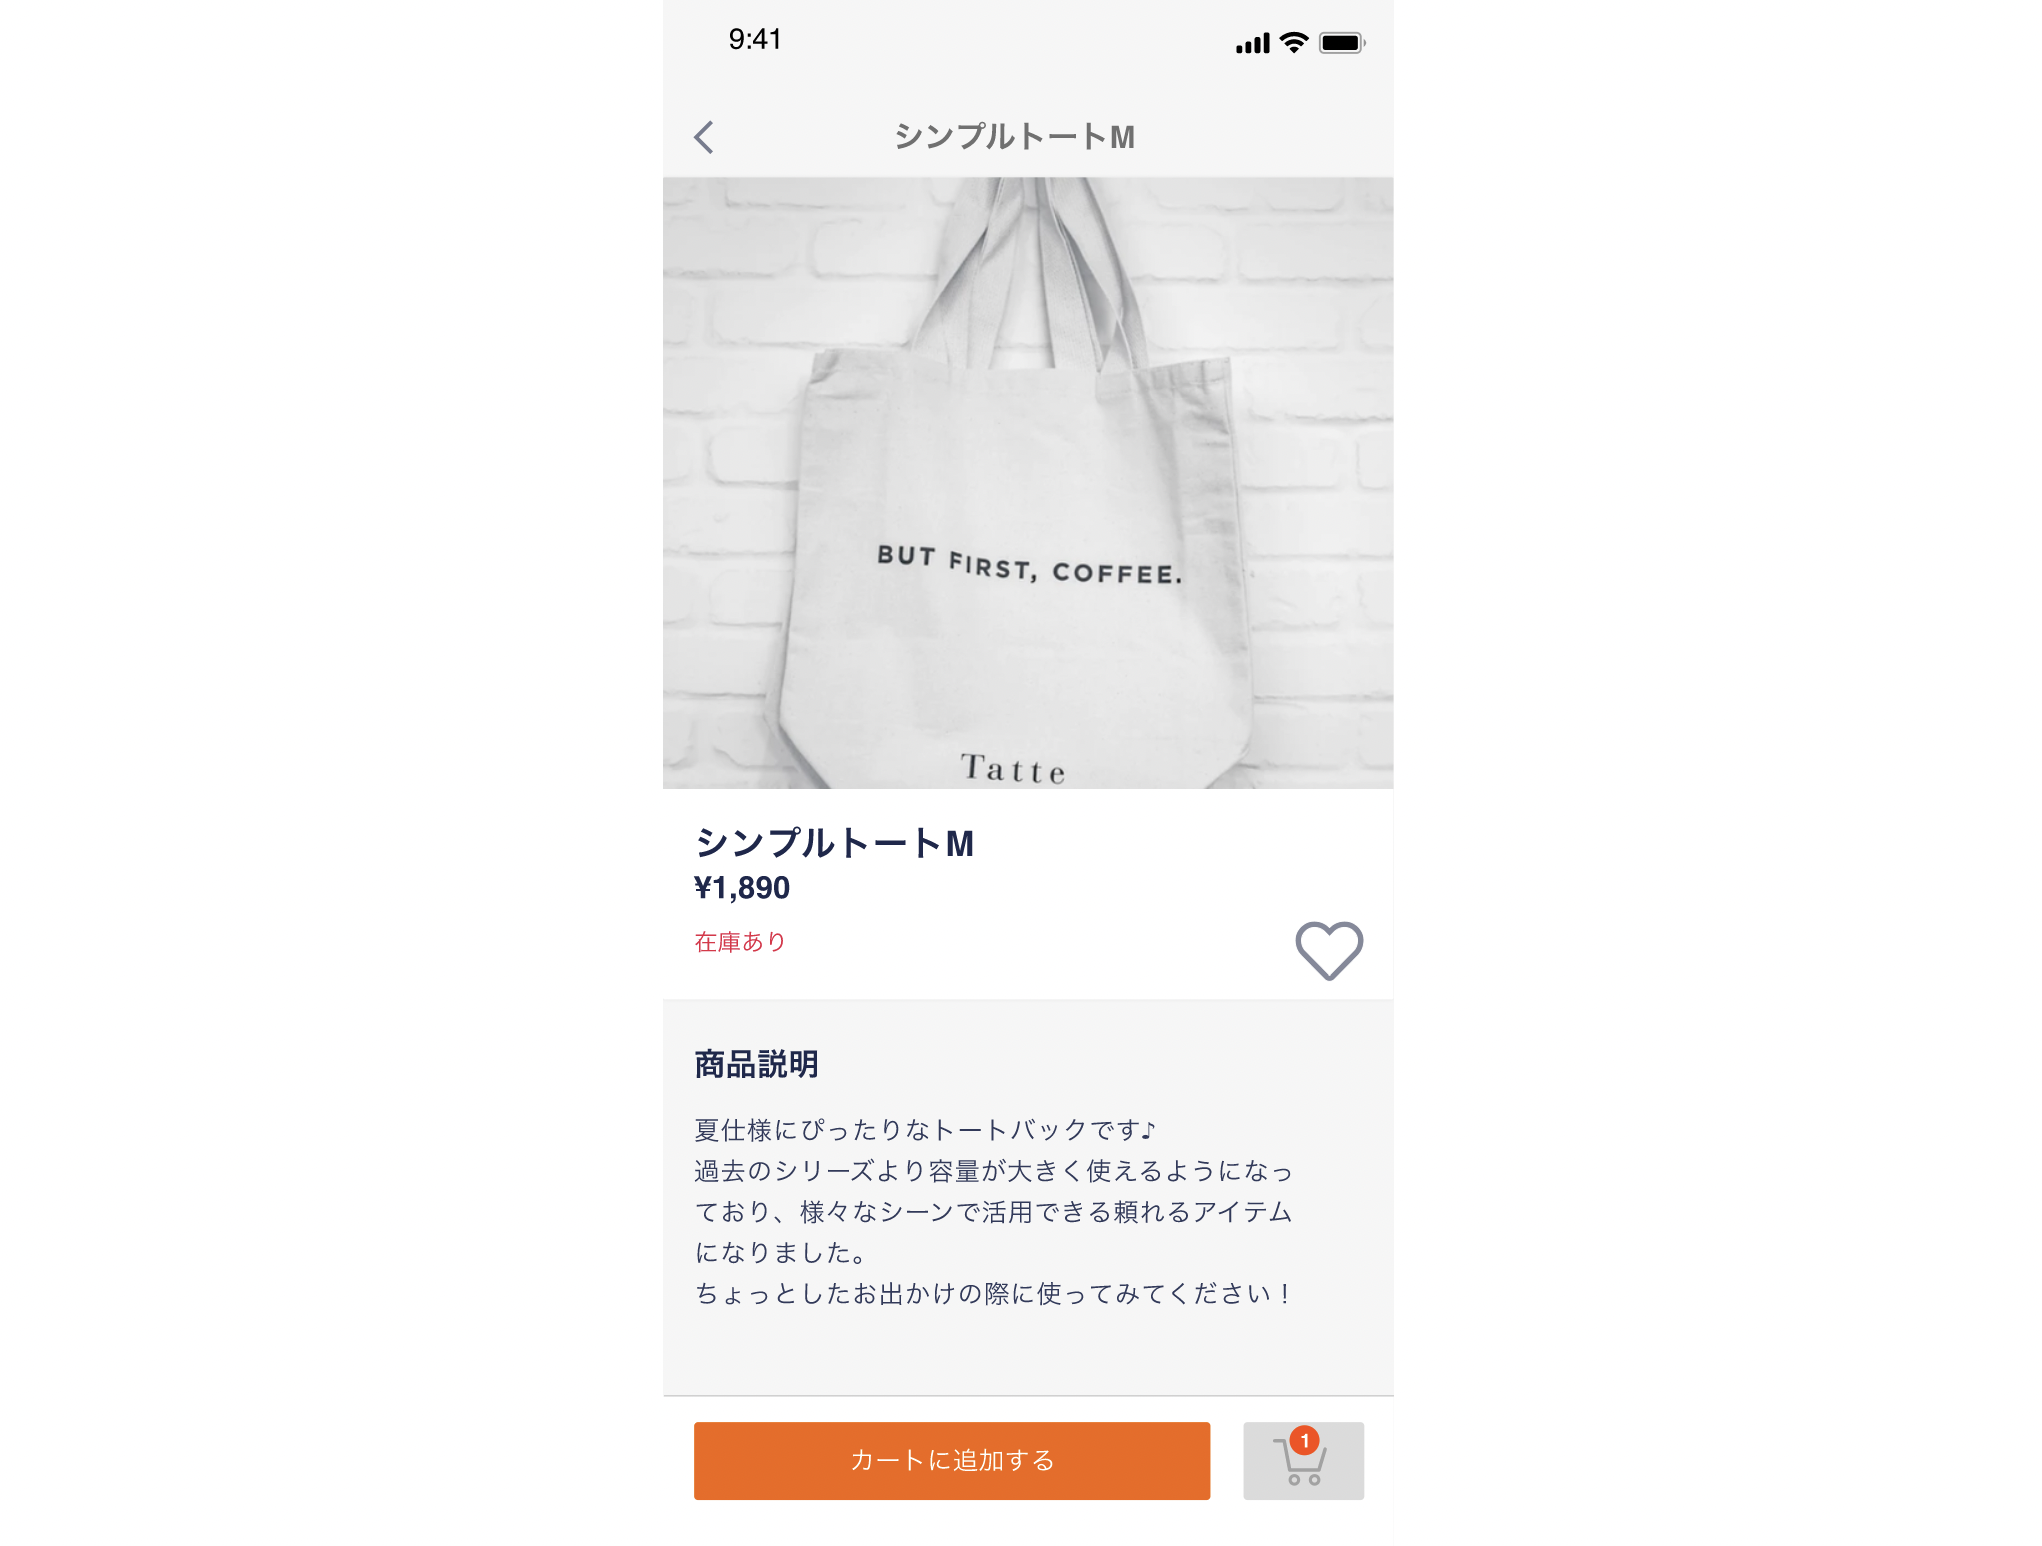 9:41
シンプルトートM
BUT FIRST, COFFEE.
Tatte
シンプルトートM
¥1,890
在庫あり
商品説明
夏仕様にぴったりなトートバックです♪
過去のシリーズより容量が大きく使えるようになっ
ており、様々なシーンで活用できる頼れるアイテム
になりました。
ちょっとしたお出かけの際に使ってみてください！
カートに追加する
1